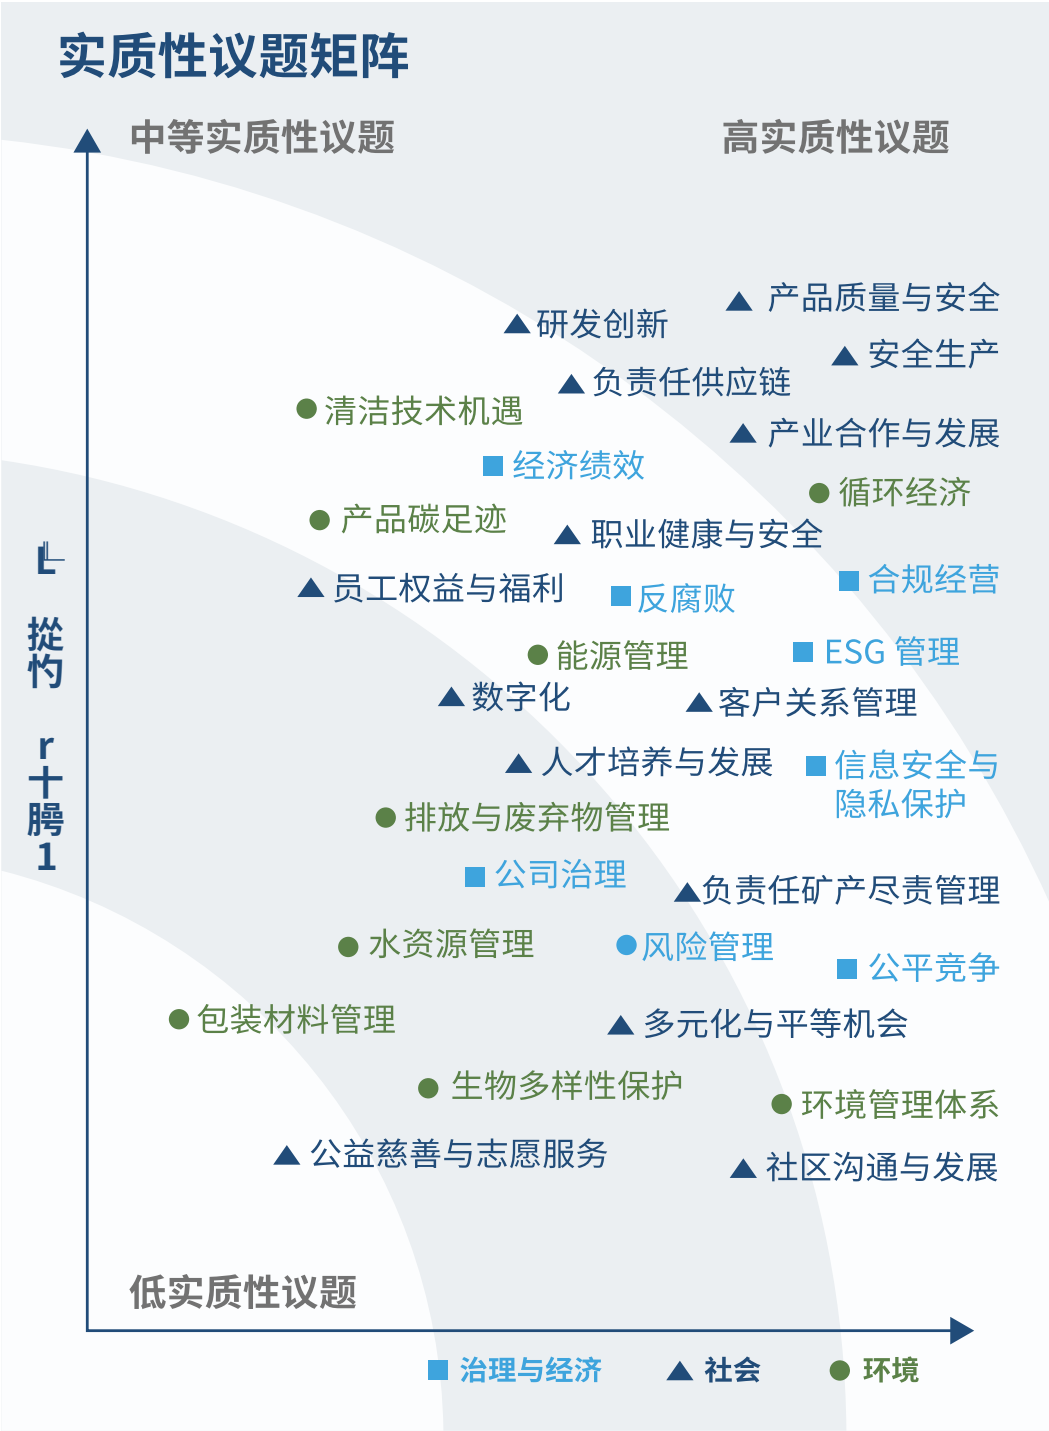 实质性议题矩阵
中等实质性议题
高实质性议题
产品质量与安全
研发创新
安全生产
负责任供应链
清洁技术机遇
产业合作与发展
经济绩效
循环经济
产品碳足迹
职业健康与安全
合规经营
员工权益与福利
反腐败
ESG 管理
能源管理
数字化
客户关系管理
人才培养与发展
信息安全与
隐私保护
排放与废弃物管理
公司治理
负责任矿产尽责管理
水资源管理
风险管理
公平竞争
包装材料管理
多元化与平等机会
生物多样性保护
环境管理体系
公益慈善与志愿服务
社区沟通与发展
低实质性议题
治理与经济
社会
环境